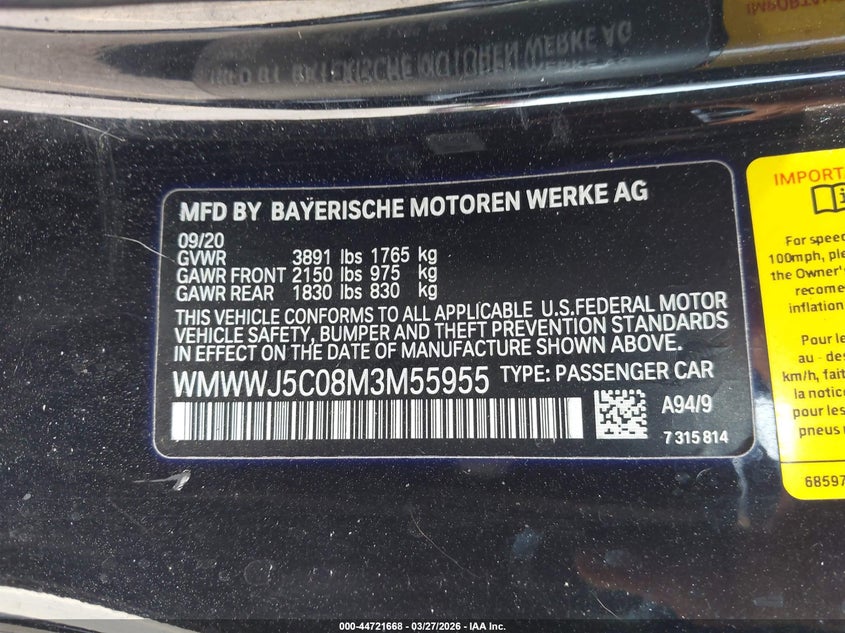 MFD BY BAYERISCHE MOTOREN WERKE AG
09/20
GVWR 3891 lbs 1765 kg
GAWR FRONT 2150 lbs 975 kg
GAWR REAR 1830 lbs 830 kg
THIS VEHICLE CONFORMS TO ALL APPLICABLE U.S.FEDERAL MOTOR
VEHICLE SAFETY, BUMPER AND THEFT PREVENTION STANDARDS
IN EFFECT ON THE DATE OF MANUFACTURE SHOWN ABOVE.
WMWWJ5C08M3M55955 TYPE: PASSENGER CAR
A94/9
7 315 814
IMPORT
For speed
100mph, ple
the Owner's
recome
inflation
Pour le
au - des
km/h, fait
la notice
pour les
pneus
68597
000-44721668 - 03/27/2026 - IAA Inc.